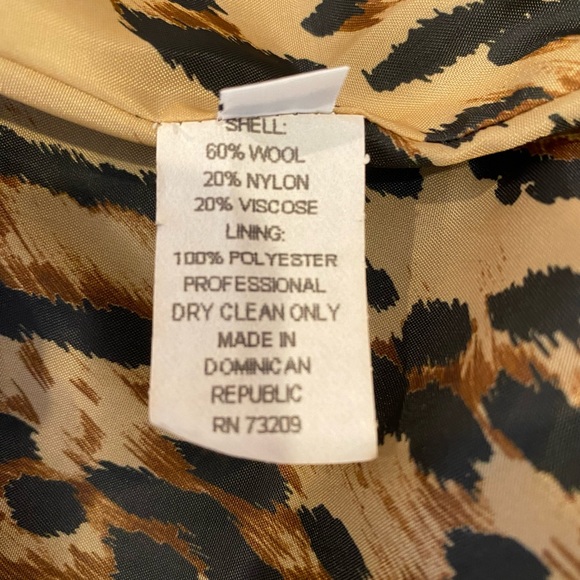 SHELL:
60% WOOL
20% NYLON
20% VISCOSE
LINING:
100% POLYESTER
PROFESSIONAL
DRY CLEAN ONLY
MADE IN
DOMINICAN
REPUBLIC
RN 73209